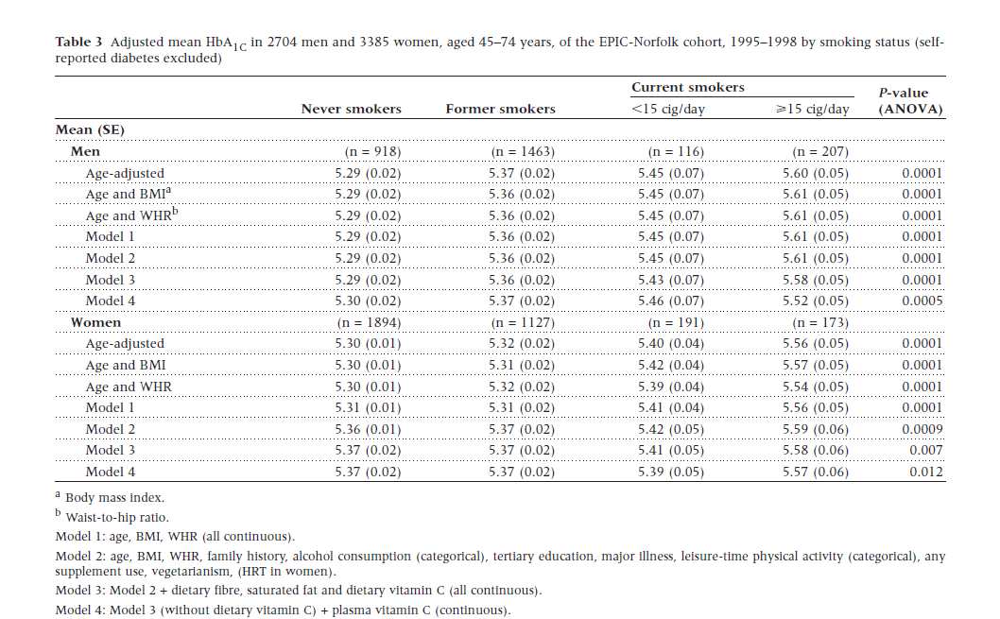 Table 3 Adjusted mean HbA1C in 2704 men and 3385 women, aged 45–74 years, of the EPIC-Norfolk cohort, 1995–1998 by smoking status (self-
reported diabetes excluded)
Current smokers
P-value
Never smokers Former smokers <15 cig/day ⩾15 cig/day (ANOVA)
Mean (SE)
Men (n = 918) (n = 1463) (n = 116) (n = 207)
Age-adjusted 5.29 (0.02) 5.37 (0.02) 5.45 (0.07) 5.60 (0.05) 0.0001
Age and BMIa 5.29 (0.02) 5.36 (0.02) 5.45 (0.07) 5.61 (0.05) 0.0001
Age and WHRb 5.29 (0.02) 5.36 (0.02) 5.45 (0.07) 5.61 (0.05) 0.0001
Model 1 5.29 (0.02) 5.36 (0.02) 5.45 (0.07) 5.61 (0.05) 0.0001
Model 2 5.29 (0.02) 5.36 (0.02) 5.45 (0.07) 5.61 (0.05) 0.0001
Model 3 5.29 (0.02) 5.36 (0.02) 5.43 (0.07) 5.58 (0.05) 0.0001
Model 4 5.30 (0.02) 5.37 (0.02) 5.46 (0.07) 5.52 (0.05) 0.0005
Women (n = 1894) (n = 1127) (n = 191) (n = 173)
Age-adjusted 5.30 (0.01) 5.32 (0.02) 5.40 (0.04) 5.56 (0.05) 0.0001
Age and BMI 5.30 (0.01) 5.31 (0.02) 5.42 (0.04) 5.57 (0.05) 0.0001
Age and WHR 5.30 (0.01) 5.32 (0.02) 5.39 (0.04) 5.54 (0.05) 0.0001
Model 1 5.31 (0.01) 5.31 (0.02) 5.41 (0.04) 5.56 (0.05) 0.0001
Model 2 5.36 (0.01) 5.37 (0.02) 5.42 (0.05) 5.59 (0.06) 0.0009
Model 3 5.37 (0.02) 5.37 (0.02) 5.41 (0.05) 5.58 (0.06) 0.007
Model 4 5.37 (0.02) 5.37 (0.02) 5.39 (0.05) 5.57 (0.06) 0.012
a Body mass index.
b Waist-to-hip ratio.
Model 1: age, BMI, WHR (all continuous).
Model 2: age, BMI, WHR, family history, alcohol consumption (categorical), tertiary education, major illness, leisure-time physical activity (categorical), any
supplement use, vegetarianism, (HRT in women).
Model 3: Model 2 + dietary fibre, saturated fat and dietary vitamin C (all continuous).
Model 4: Model 3 (without dietary vitamin C) + plasma vitamin C (continuous).